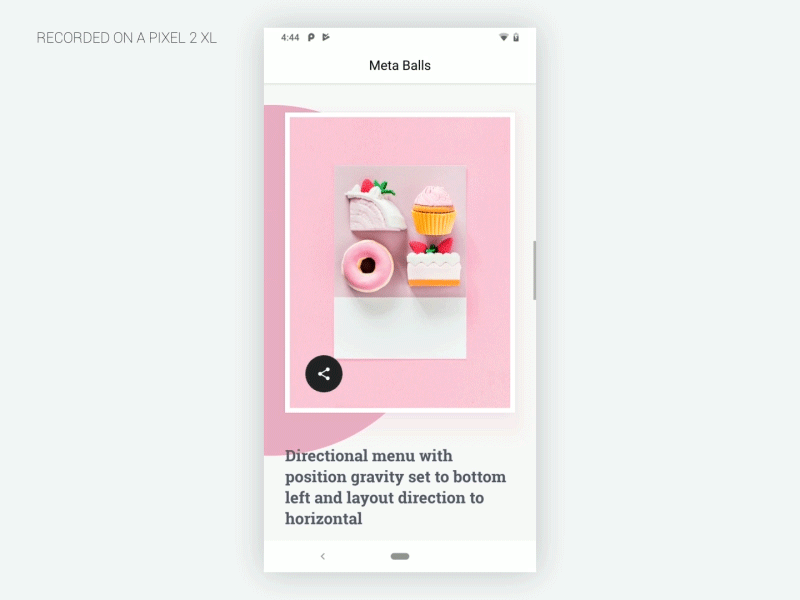 RECORDED ON A PIXEL 2 XL
4:44
Meta Balls
Directional menu with
position gravity set to bottom
left and layout direction to
horizontal